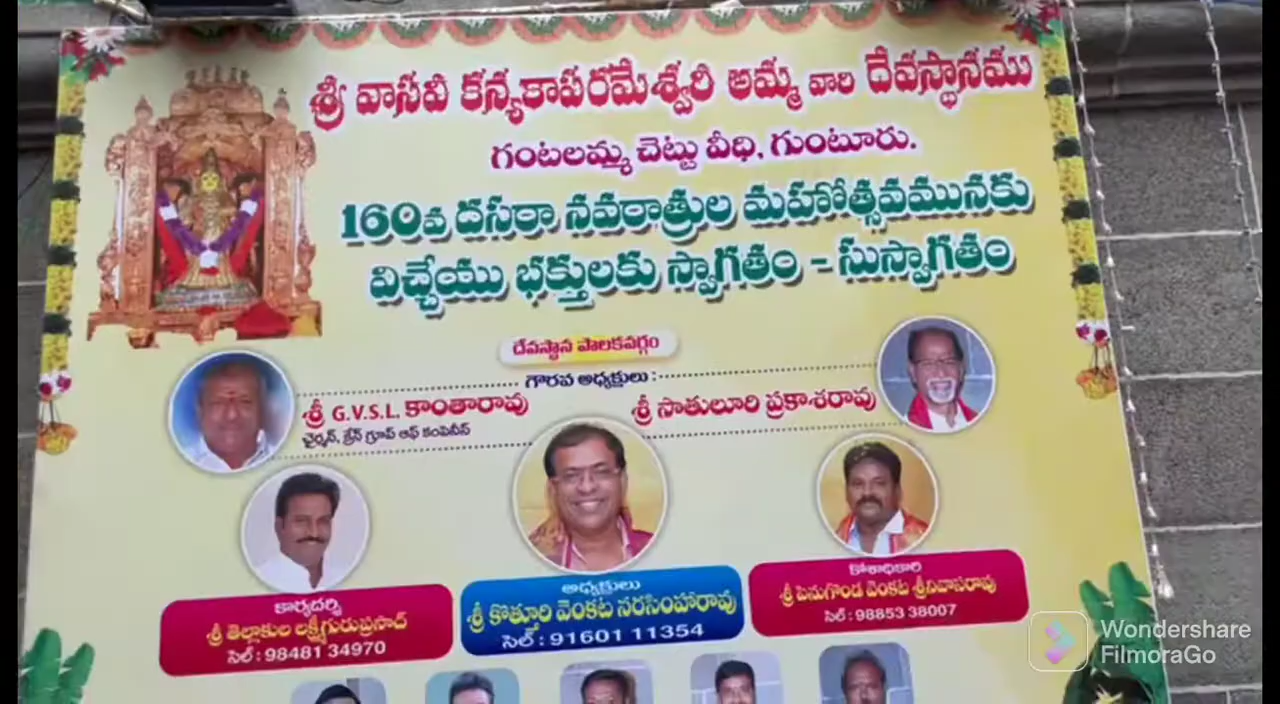 శ్రీ వాసవి కన్యకాపరమేశ్వరీ అమ్మ వారి దేవస్థానము
గంటలమ్మ చెట్టు వీధి, గుంటూరు.
160వ దసరా నవరాత్రుల మహోత్సవమునకు
విచ్చేయు భక్తులకు స్వాగతం - సుస్వాగతం
దేవస్థాన పాలకవర్గం
గౌరవ అధ్యక్షులు :
శ్రీ G.V.S.L. కాంతారావు
ఛైర్మన్, క్రేన్ గ్రూప్ ఆఫ్ కంపెనీస్
శ్రీ సాతులూరి ప్రకాశరావు
కార్యదర్శి
శ్రీ తెల్లాకుల లక్ష్మీగురుప్రసాద్
సెల్ : 98481 34970
అధ్యక్షులు
శ్రీ కొత్తూరి వెంకట నరసింహారావు
సెల్ : 91601 11354
కోశాధికారి
శ్రీ పెనుగొండ వెంకట శ్రీనివాసరావు
సెల్ : 98853 38007
Wondershare
FilmoraGo